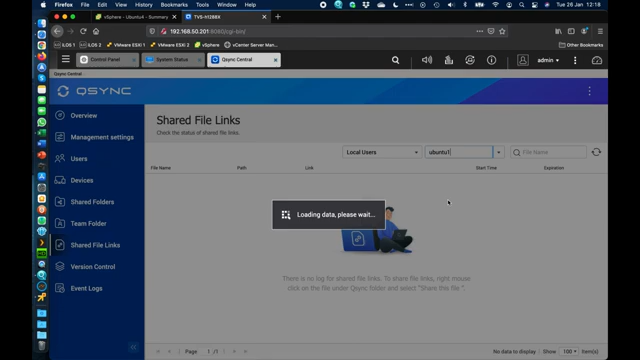 Firefox File Edit View History Bookmarks Tools Window Help
Tue 26 Jan 12:18
vSphere - Ubuntu4 - Summary
TVS-h1288X
192.168.50.201:8080/cgi-bin/
ILOS 1 ILOS 2 VMware ESXi 2 VMware ESXi 4 vSphere vCenter Server Man...
Other Bookmarks
Control Panel System Status Qsync Central
admin
Qsync Central
QSYNC
Overview
Management settings
Users
Devices
Shared Folders
Team Folder
Shared File Links
Version Control
Event Logs
Shared File Links
Check the status of shared file links.
Local Users
ubuntu1
File Name
File Name Path Link Start Time Expiration
Loading data, please wait...
There is no log for shared file links. To share file links, right mouse
click on the file under Qsync folder and select "Share this file ".
Page 1 /1
No data to display Show 100 Item(s)